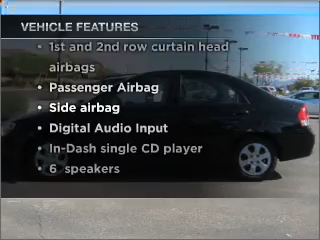 VEHICLE FEATURES
• 1st and 2nd row curtain head
airbags
• Passenger Airbag
• Side airbag
• Digital Audio Input
• In-Dash single CD player
• 6 speakers